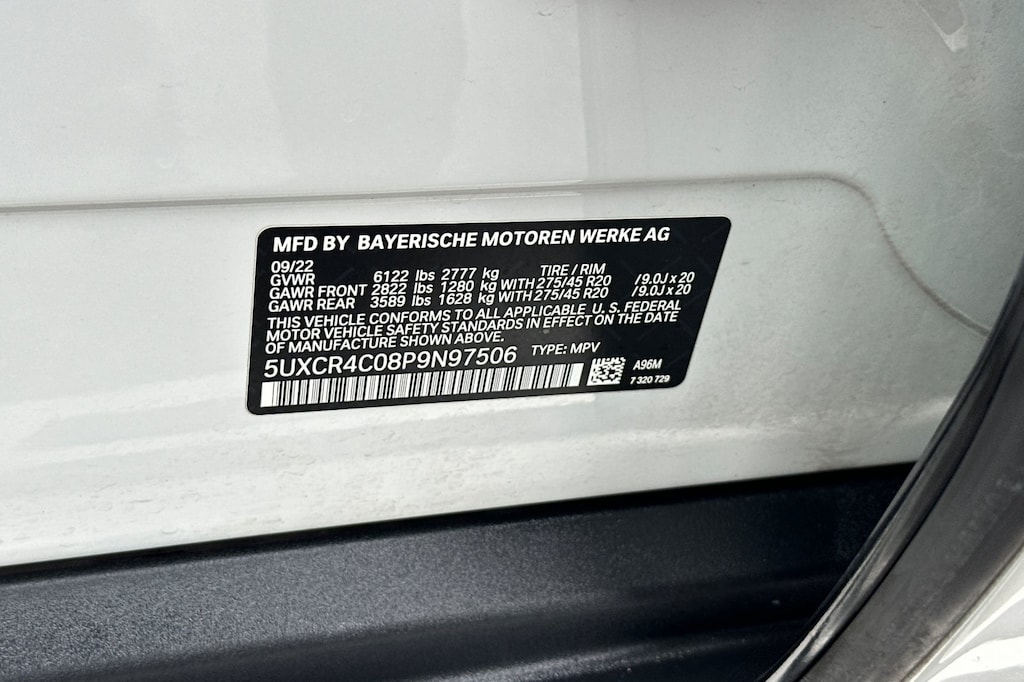 MFD BY BAYERISCHE MOTOREN WERKE AG
09/22
GVWR 6122 lbs 2777 kg TIRE / RIM
GAWR FRONT 2822 lbs 1280 kg WITH 275/45 R20 / 9.0J x 20
GAWR REAR 3589 lbs 1628 kg WITH 275/45 R20 / 9.0J x 20
THIS VEHICLE CONFORMS TO ALL APPLICABLE U. S. FEDERAL
MOTOR VEHICLE SAFETY STANDARDS IN EFFECT ON THE DATE
OF MANUFACTURE SHOWN ABOVE.
5UXCR4C08P9N97506 TYPE: MPV
A96M
7 320 729